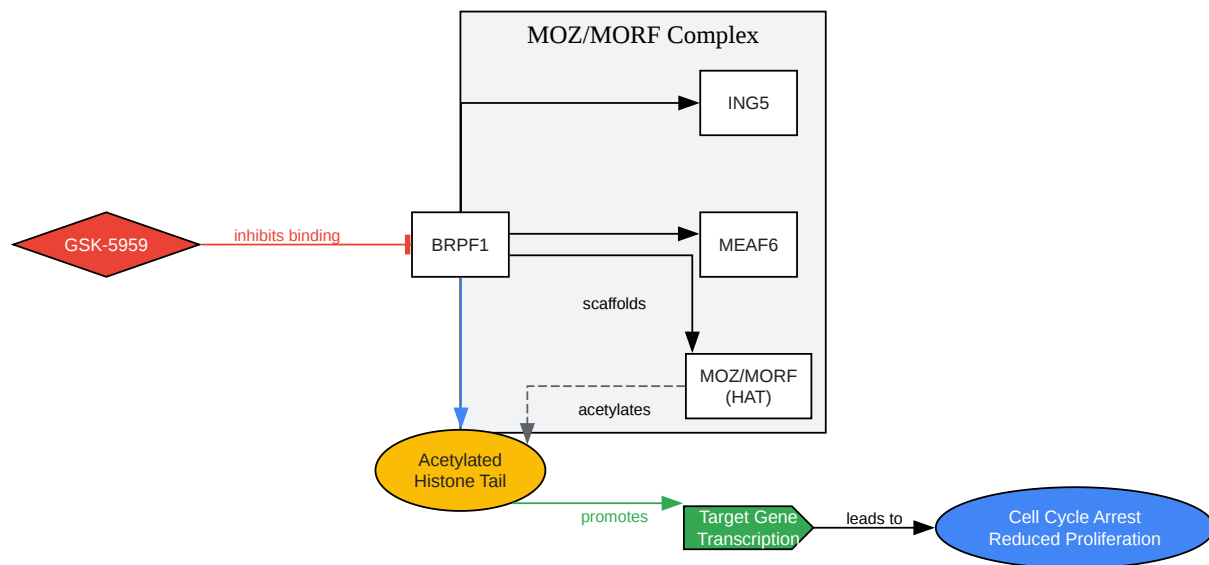 MOZ/MORF Complex
ING5
GSK-5959
inhibits binding
BRPF1
MEAF6
scaffolds
MOZ/MORF
(HAT)
acetylates
Acetylated
Histone Tail
promotes
Target Gene
Transcription
leads to
Cell Cycle Arrest
Reduced Proliferation